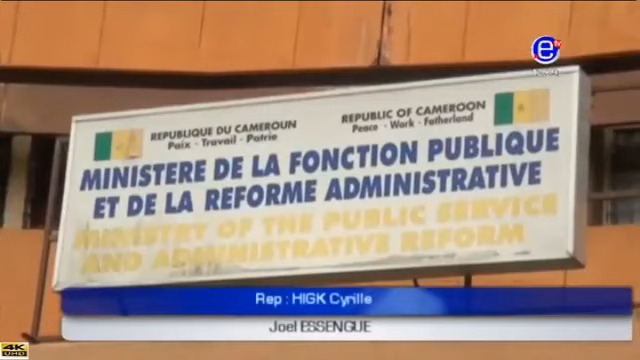 REPUBLIQUE DU CAMEROUN
Paix - Travail - Patrie
REPUBLIC OF CAMEROON
Peace - Work - Fatherland
MINISTERE DE LA FONCTION PUBLIQUE
ET DE LA REFORME ADMINISTRATIVE
MINISTRY OF THE PUBLIC SERVICE
AND ADMINISTRATIVE REFORM
Rep : HIGK Cyrille
Joel ESSENGUE
4K
UHD